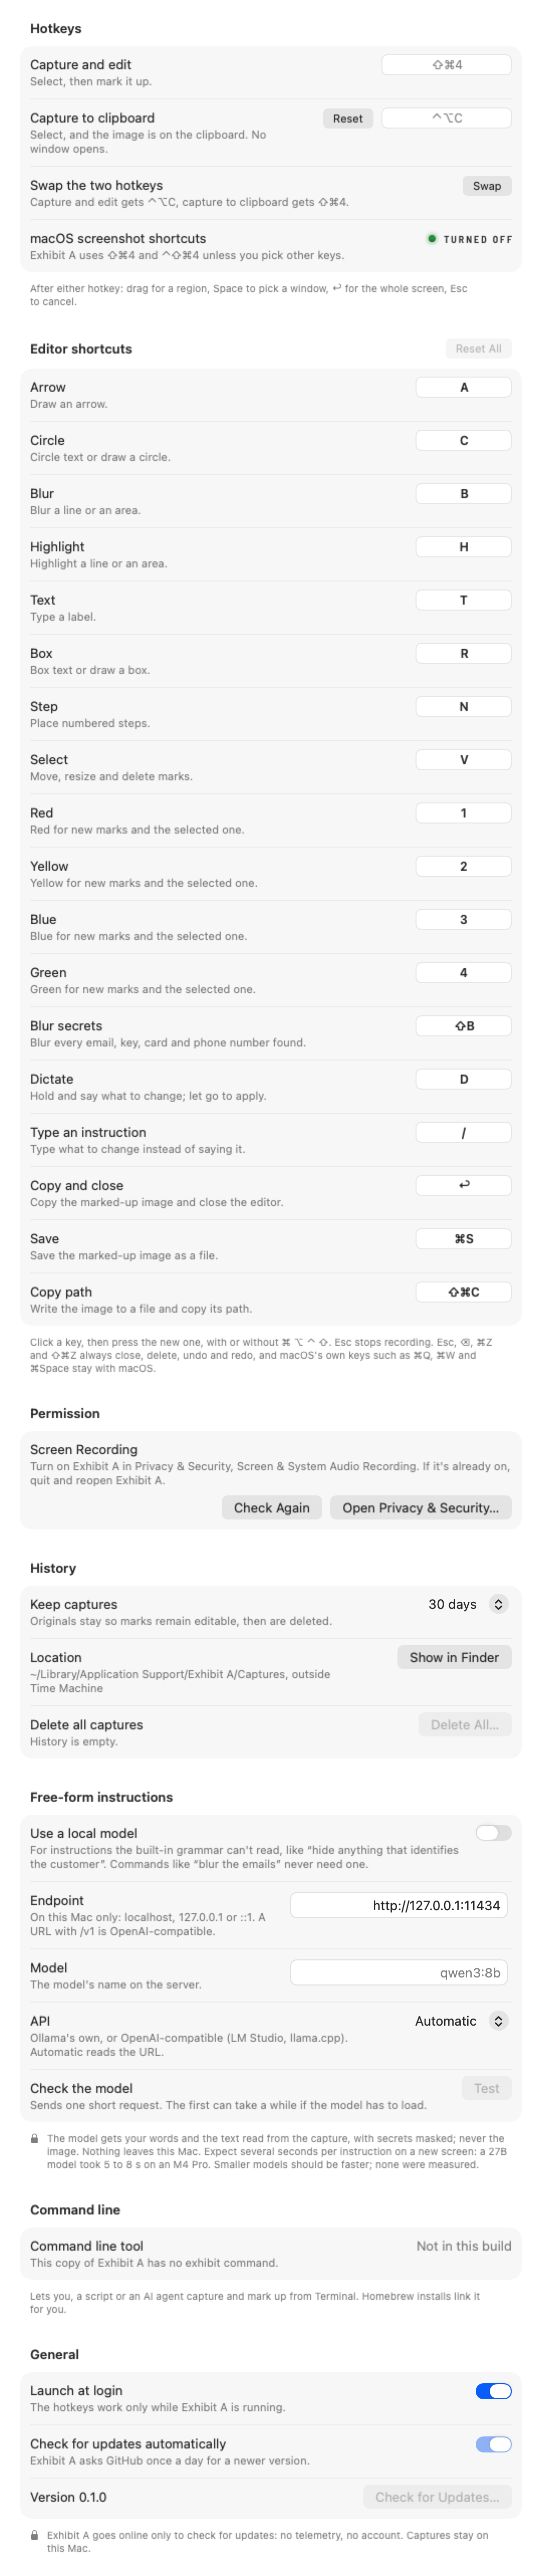 Hotkeys
Capture and edit
⇧⌘4
Select, then mark it up.
Capture to clipboard
Reset
⌃⌥C
Select, and the image is on the clipboard. No
window opens.
Swap the two hotkeys
Swap
Capture and edit gets ⌃⌥C, capture to clipboard gets ⇧⌘4.
macOS screenshot shortcuts
TURNED OFF
Exhibit A uses ⇧⌘4 and ⌃⇧⌘4 unless you pick other keys.
After either hotkey: drag for a region, Space to pick a window, ↩ for the whole screen, Esc
to cancel.
Editor shortcuts
Reset All
Arrow
A
Draw an arrow.
Circle
C
Circle text or draw a circle.
Blur
B
Blur a line or an area.
Highlight
H
Highlight a line or an area.
Text
T
Type a label.
Box
R
Box text or draw a box.
Step
N
Place numbered steps.
Select
V
Move, resize and delete marks.
Red
1
Red for new marks and the selected one.
Yellow
2
Yellow for new marks and the selected one.
Blue
3
Blue for new marks and the selected one.
Green
4
Green for new marks and the selected one.
Blur secrets
⇧B
Blur every email, key, card and phone number found.
Dictate
D
Hold and say what to change; let go to apply.
Type an instruction
/
Type what to change instead of saying it.
Copy and close
↩
Copy the marked-up image and close the editor.
Save
⌘S
Save the marked-up image as a file.
Copy path
⇧⌘C
Write the image to a file and copy its path.
Click a key, then press the new one, with or without ⌘ ⌥ ⌃ ⇧. Esc stops recording. Esc, ⌫, ⌘Z
and ⇧⌘Z always close, delete, undo and redo, and macOS's own keys such as ⌘Q, ⌘W and
⌘Space stay with macOS.
Permission
Screen Recording
Turn on Exhibit A in Privacy & Security, Screen & System Audio Recording. If it's already on,
quit and reopen Exhibit A.
Check Again
Open Privacy & Security...
History
Keep captures
30 days
Originals stay so marks remain editable, then are deleted.
Location
Show in Finder
~/Library/Application Support/Exhibit A/Captures, outside
Time Machine
Delete all captures
Delete All...
History is empty.
Free-form instructions
Use a local model
For instructions the built-in grammar can't read, like "hide anything that identifies
the customer". Commands like "blur the emails" never need one.
Endpoint
http://127.0.0.1:11434
On this Mac only: localhost, 127.0.0.1 or ::1. A
URL with /v1 is OpenAI-compatible.
Model
qwen3:8b
The model's name on the server.
API
Automatic
Ollama's own, or OpenAI-compatible (LM Studio, llama.cpp).
Automatic reads the URL.
Check the model
Test
Sends one short request. The first can take a while if the model has to load.
The model gets your words and the text read from the capture, with secrets masked; never the
image. Nothing leaves this Mac. Expect several seconds per instruction on a new screen: a 27B
model took 5 to 8 s on an M4 Pro. Smaller models should be faster; none were measured.
Command line
Command line tool
Not in this build
This copy of Exhibit A has no exhibit command.
Lets you, a script or an AI agent capture and mark up from Terminal. Homebrew installs link it
for you.
General
Launch at login
The hotkeys work only while Exhibit A is running.
Check for updates automatically
Exhibit A asks GitHub once a day for a newer version.
Version 0.1.0
Check for Updates...
Exhibit A goes online only to check for updates: no telemetry, no account. Captures stay on
this Mac.